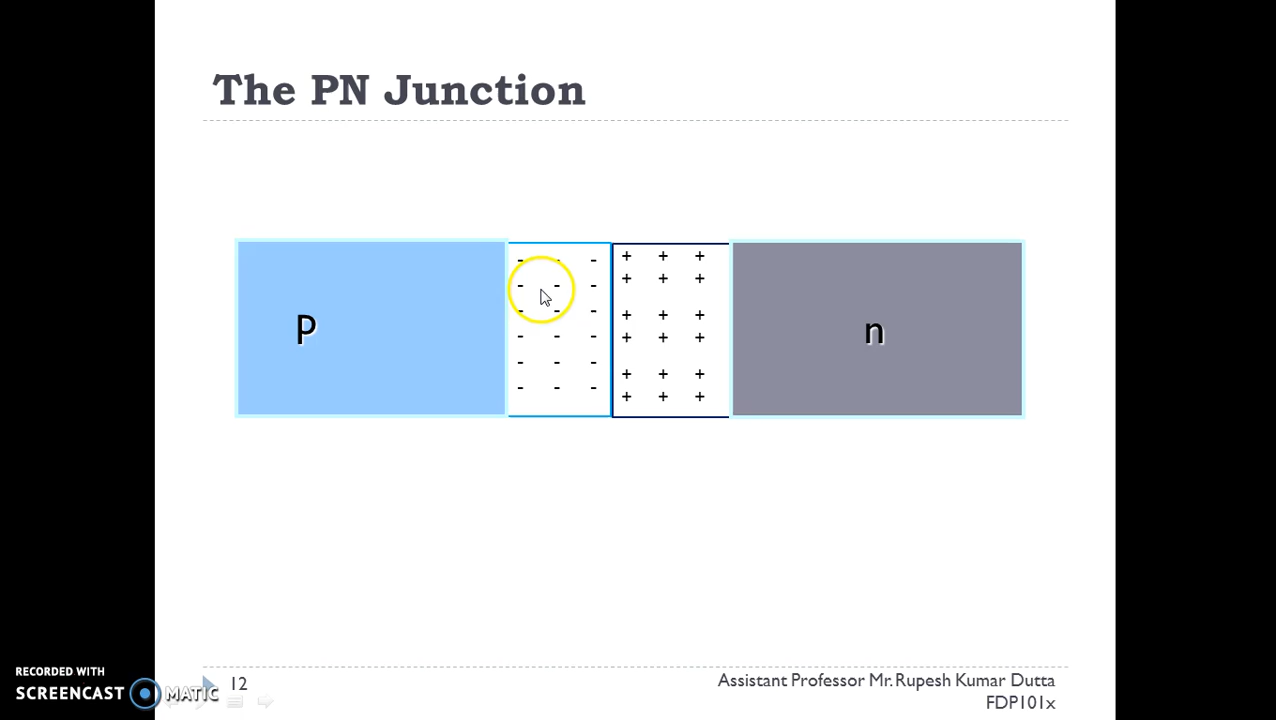 The PN Junction
- - - + + +
- - - + + +
- - - + + +
- - - + + +
- - - + + +
- - - + + +
P n
RECORDED WITH
SCREENCAST MATIC
12
Assistant Professor Mr. Rupesh Kumar Dutta
FDP101x